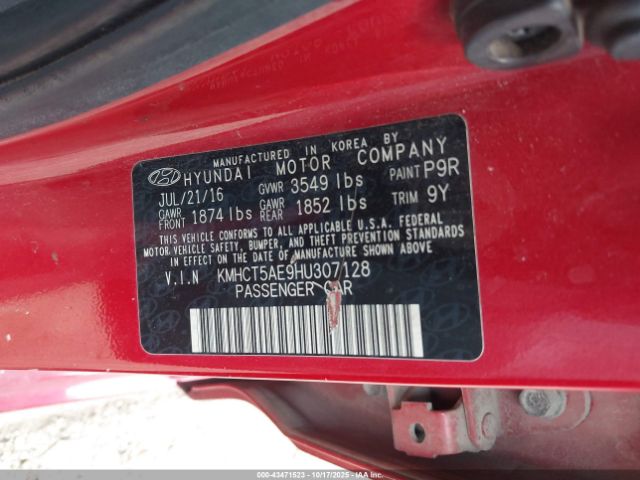 MANUFACTURED IN KOREA BY
HYUNDAI MOTOR COMPANY
JUL/21/16 GVWR 3549 lbs PAINT P9R
GAWR FRONT 1874 lbs GAWR REAR 1852 lbs TRIM 9Y
THIS VEHICLE CONFORMS TO ALL APPLICABLE U.S.A. FEDERAL
MOTOR VEHICLE SAFETY, BUMPER, AND THEFT PREVENTION STANDARDS
IN EFFECT ON THE DATE OF MANUFACTURE SHOWN ABOVE.
V.I.N KMHCT5AE9HU307128
PASSENGER CAR
000-43471523 - 10/17/2025 - IAA Inc.